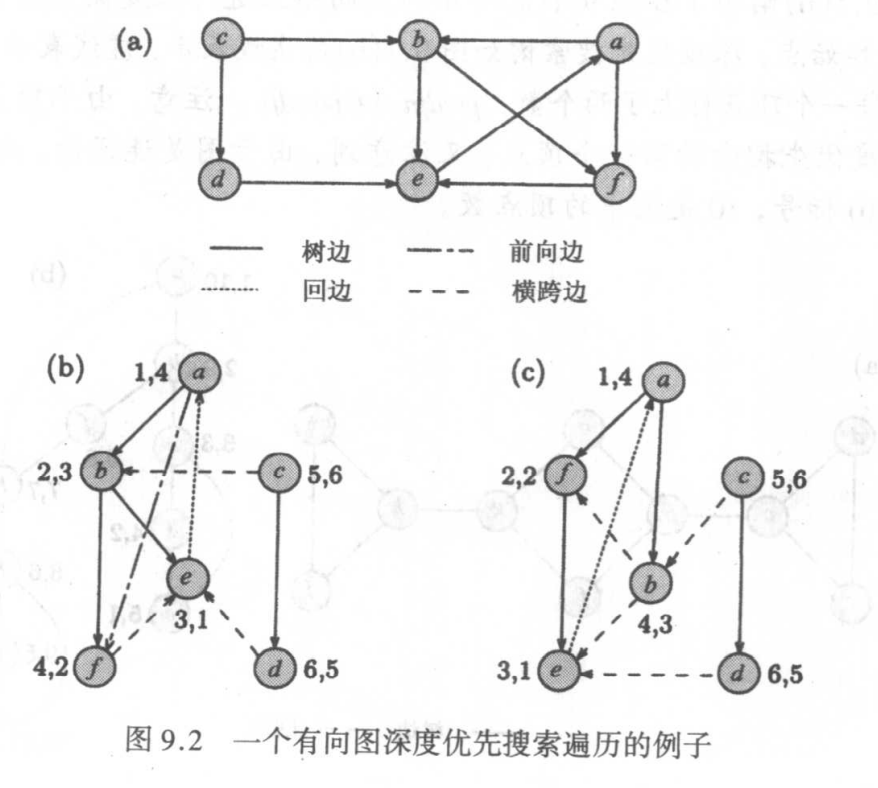 (a) c b a
d e f
树边 前向边
回边 横跨边
(b) (c)
1,4 a 1,4 a
2,3 b c 5,6 2,2 f c 5,6
e b
3,1 4,3
4,2 f d 6,5 3,1 e d 6,5
图9.2 一个有向图深度优先搜索遍历的例子